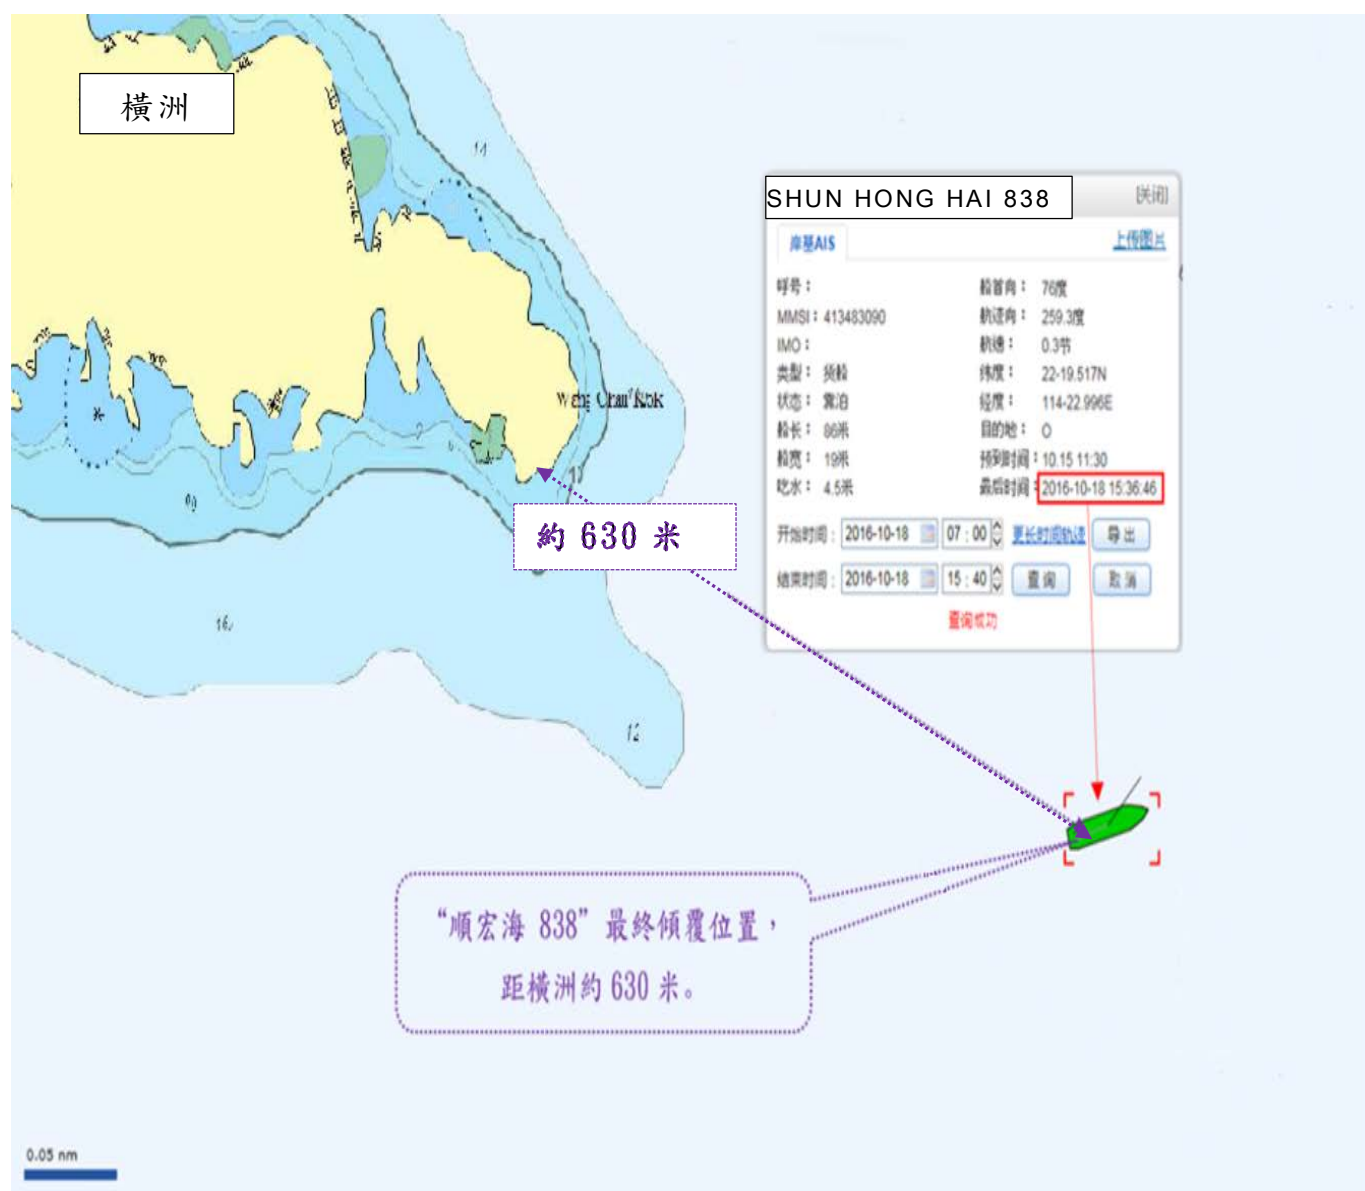 橫洲
14
SHUN HONG HAI 838
[关闭]
岸基AIS
上传图片
呼号：
船首向： 76度
MMSI：413483090
航迹向： 259.3度
IMO：
航速： 0.3节
类型： 货船
纬度： 22-19.517N
状态： 靠泊
经度： 114-22.996E
船长： 86米
目的地： O
船宽： 19米
预到时间：10.15 11:30
吃水： 4.5米
最后时间：2016-10-18 15:36:46
开始时间： 2016-10-18 07 : 00 更长时间轨迹 导出
结束时间： 2016-10-18 15 : 40 查询 取消
查询成功
Wang Chau Kok
約 630 米
16
12
“順宏海 838”最終傾覆位置，
距橫洲約 630 米。
0.05 nm